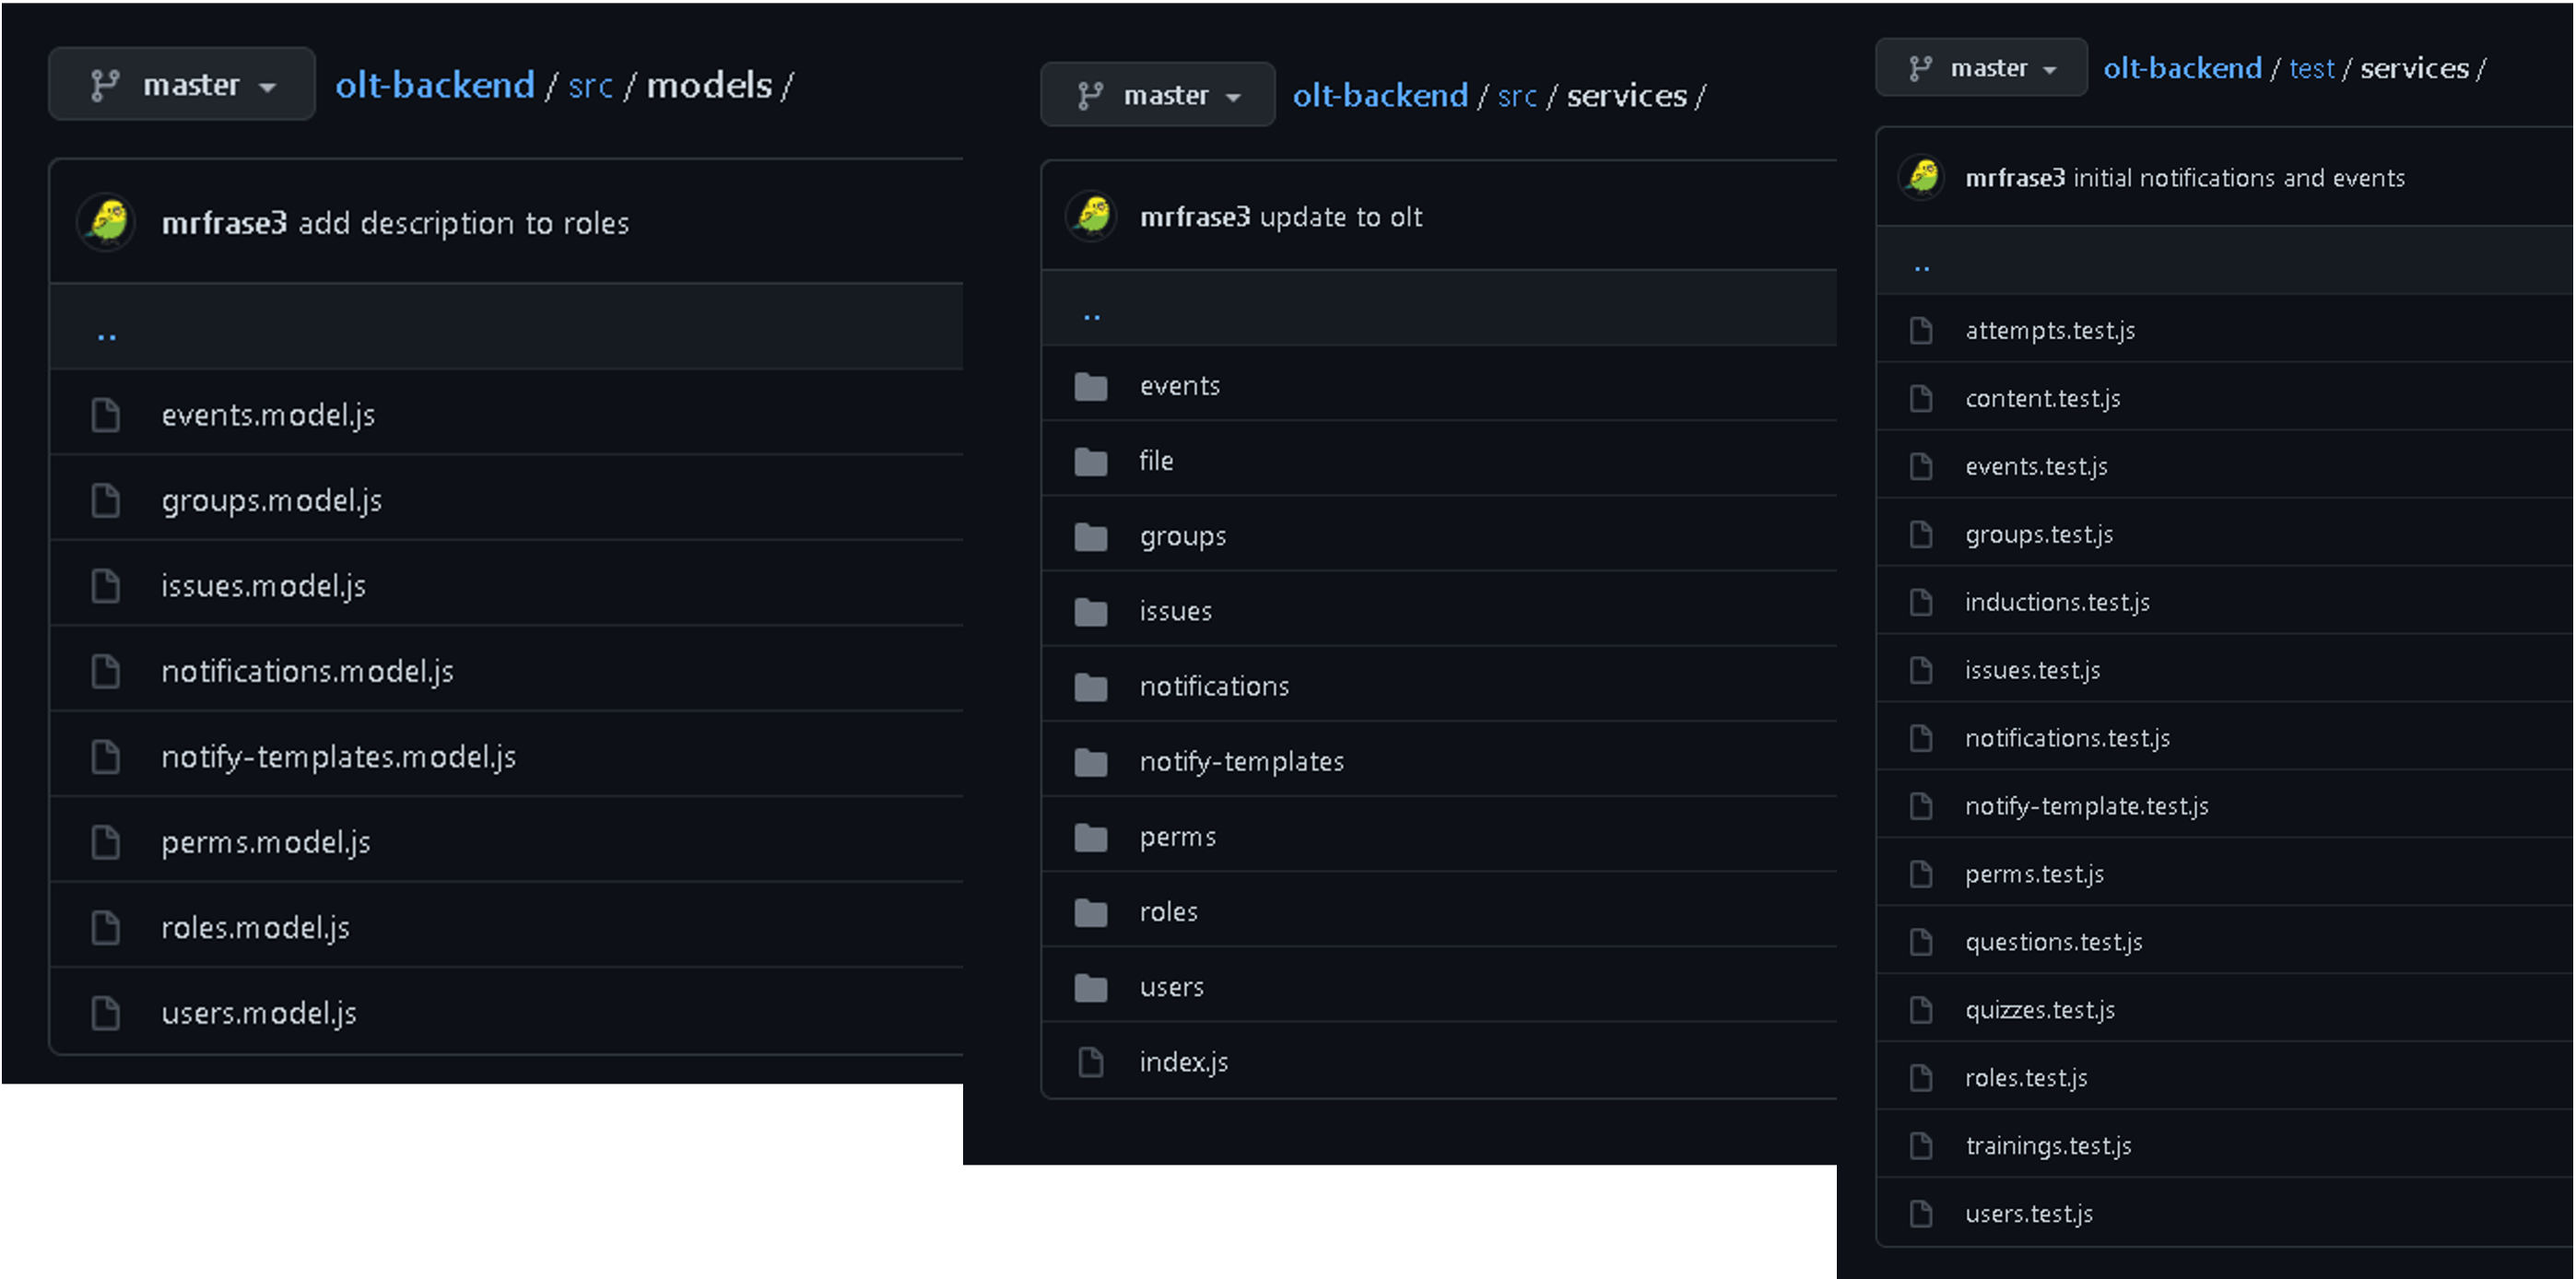 master olt-backend / src / models /
mrfrase3 add description to roles
..
events.model.js
groups.model.js
issues.model.js
notifications.model.js
notify-templates.model.js
perms.model.js
roles.model.js
users.model.js
master olt-backend / src / services /
mrfrase3 update to olt
..
events
file
groups
issues
notifications
notify-templates
perms
roles
users
index.js
master olt-backend / test / services /
mrfrase3 initial notifications and events
..
attempts.test.js
content.test.js
events.test.js
groups.test.js
inductions.test.js
issues.test.js
notifications.test.js
notify-template.test.js
perms.test.js
questions.test.js
quizzes.test.js
roles.test.js
trainings.test.js
users.test.js